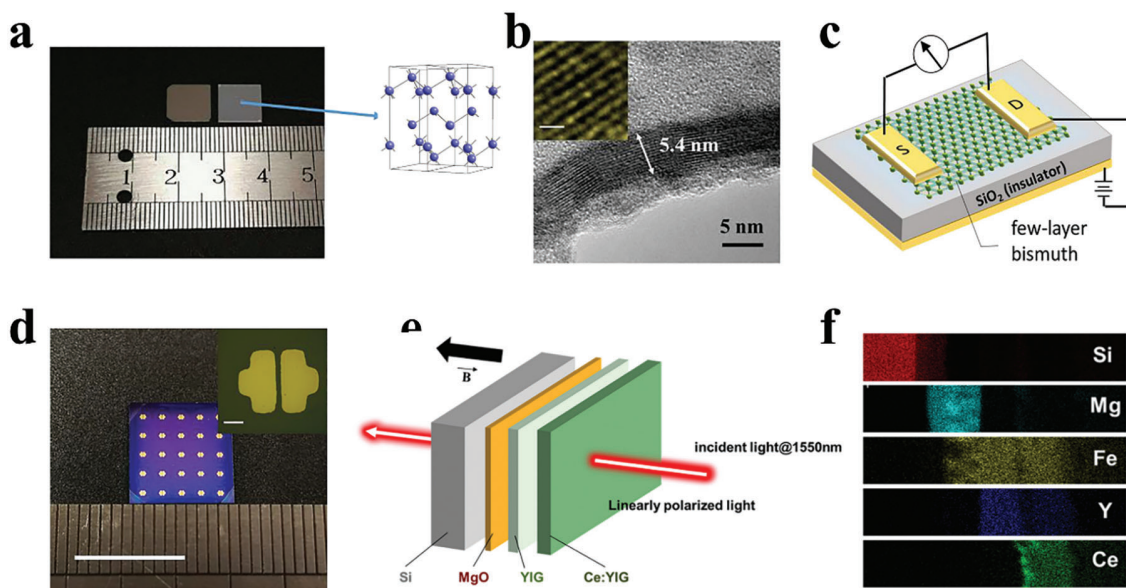 a
1 2 3 4 5
b
5.4 nm
5 nm
c
S
D
SiO₂ (insulator)
few-layer
bismuth
d
e
B
incident light@1550nm
Linearly polarized light
Si MgO YIG Ce:YIG
f
Si
Mg
Fe
Y
Ce